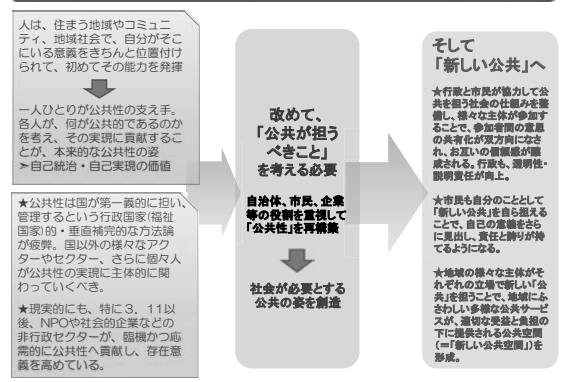 人は、住まう地域やコミュニ
ティ、地域社会で、自分がそこ
にいる意義をきちんと位置付け
られて、初めてその能力を発揮
一人ひとりが公共性の支え手。
各人が、何が公共的であるのか
を考え、その実現に貢献するこ
とが、本来的な公共性の姿
➣自己統治・自己実現の価値
★公共性は国が第一義的に担い、
管理するという行政国家(福祉
国家)的・垂直補完的な方法論
が疲弊。国以外の様々なアク
ターやセクター、さらに個々人
が公共性の実現に主体的に関
わっていくべき。
★現実的にも、特に3．11以
後、NPOや社会的企業などの
非行政セクターが、臨機かつ応
需的に公共性へ貢献し、存在意
義を高めている。
改めて、
「公共が担う
べきこと」
を考える必要
自治体、市民、企業
等の役割を重視して
「公共性」を再構築
社会が必要とする
公共の姿を創造
そして
「新しい公共」へ
★行政と市民が協力して公
共を担う社会の仕組みを整
備し、様々な主体が参加す
ることで、参加者間の意思
の共有化が双方向になさ
れ、お互いの信頼感が醸
成される。行政も、透明性・
説明責任が向上。
★市民も自分のこととして
「新しい公共」を自ら担える
ことで、自己の意義をさら
に見出し、責任と誇りが持
てるようになる。
★地域の様々な主体がそ
れぞれの立場で新しい「公
共」を担うことで、地域にふ
さわしい多様な公共サービ
スが、適切な受益と負担の
下に提供される公共空間
(＝「新しい公共空間」)を
形成。